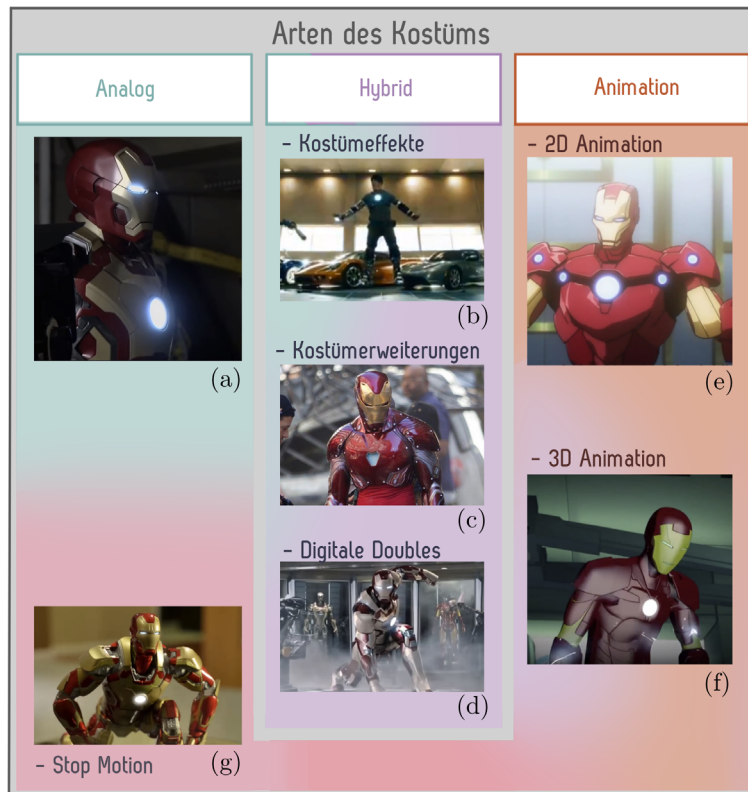 Arten des Kostüms
Analog
Hybrid
Animation
(a)
- Stop Motion
(g)
- Kostümeffekte
(b)
- Kostümerweiterungen
(c)
- Digitale Doubles
(d)
- 2D Animation
(e)
- 3D Animation
(f)